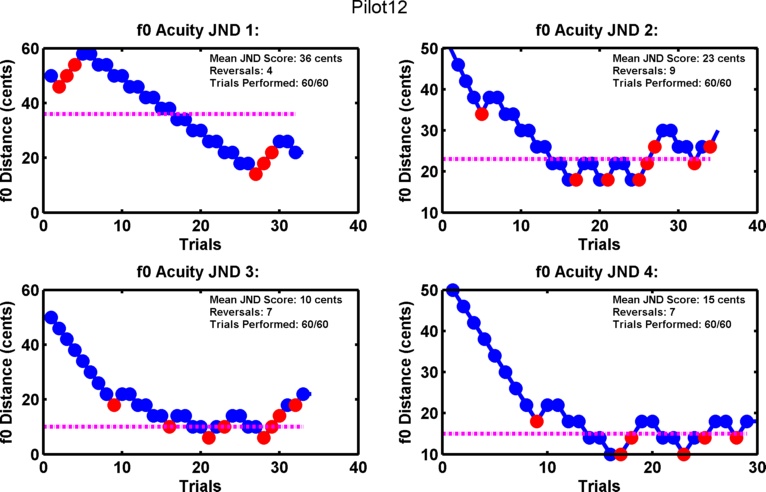 Pilot12
f0 Acuity JND 1:
Mean JND Score: 36 cents
Reversals: 4
Trials Performed: 60/60
f0 Distance (cents)
60
40
20
0
0 10 20 30 40
Trials
f0 Acuity JND 2:
Mean JND Score: 23 cents
Reversals: 9
Trials Performed: 60/60
f0 Distance (cents)
50
40
30
20
10
0 10 20 30 40
Trials
f0 Acuity JND 3:
Mean JND Score: 10 cents
Reversals: 7
Trials Performed: 60/60
f0 Distance (cents)
60
40
20
0
0 10 20 30 40
Trials
f0 Acuity JND 4:
Mean JND Score: 15 cents
Reversals: 7
Trials Performed: 60/60
f0 Distance (cents)
50
40
30
20
10
0 10 20 30
Trials